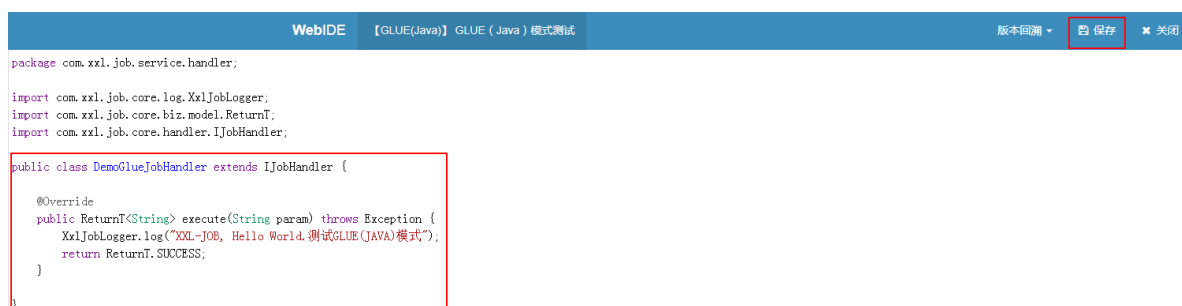 WebIDE 【GLUE(Java)】 GLUE（Java）模式测试 版本回溯 保存 ✖ 关闭
package com.xxl.job.service.handler;
import com.xxl.job.core.log.XxlJobLogger;
import com.xxl.job.core.biz.model.ReturnT;
import com.xxl.job.core.handler.IJobHandler;
public class DemoGlueJobHandler extends IJobHandler {
@Override
public ReturnT<String> execute(String param) throws Exception {
XxlJobLogger.log("XXL-JOB, Hello World.测试GLUE(JAVA)模式");
return ReturnT.SUCCESS;
}
}